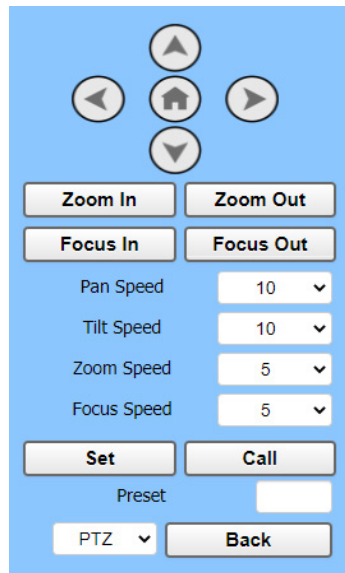 Zoom In Zoom Out
Focus In Focus Out
Pan Speed 10
Tilt Speed 10
Zoom Speed 5
Focus Speed 5
Set Call
Preset
PTZ Back